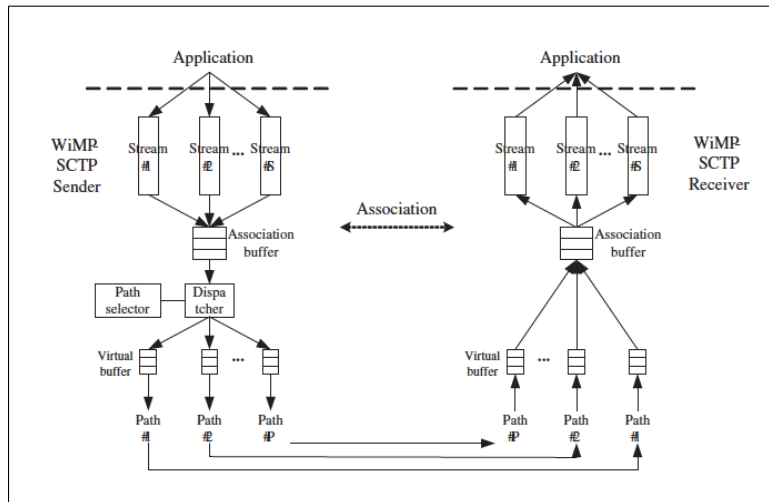 Application
Application
WiMP-
SCTP
Sender
Stream
#1
Stream
#2
...
Stream
#S
Stream
#1
Stream
#2
...
Stream
#S
WiMP-
SCTP
Receiver
Association
Association
buffer
Association
buffer
Path
selector
Dispa
tcher
Virtual
buffer
...
Virtual
buffer
...
Path
#1
Path
#2
Path
#P
Path
#P
Path
#2
Path
#1